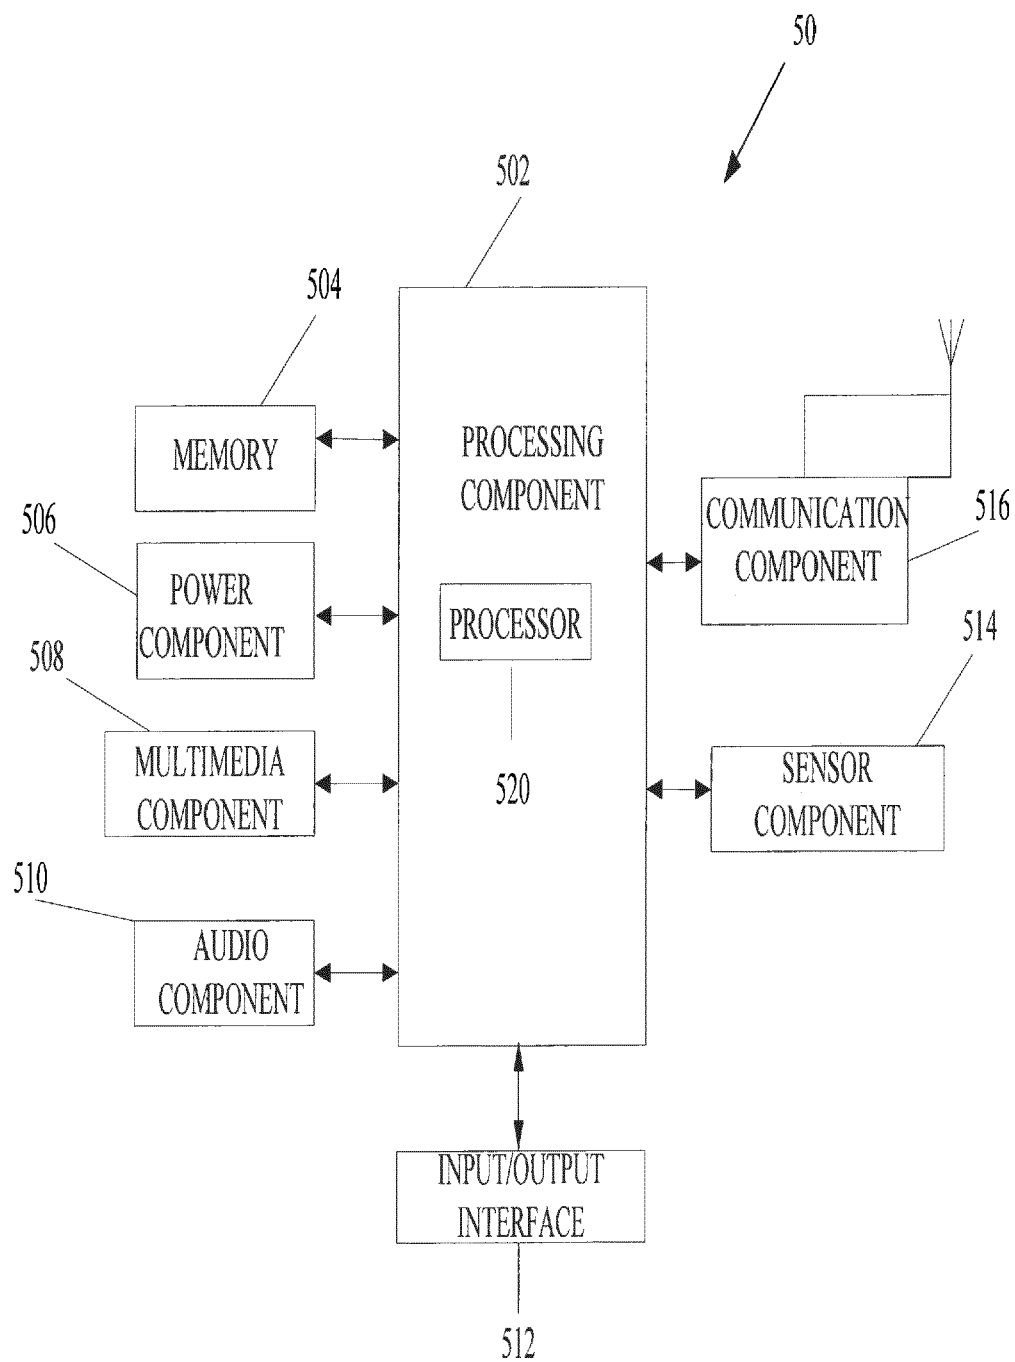 50
502
504
MEMORY
PROCESSING
COMPONENT
506
COMMUNICATION
COMPONENT
516
POWER
COMPONENT
PROCESSOR
514
508
MULTIMEDIA
COMPONENT
520
SENSOR
COMPONENT
510
AUDIO
COMPONENT
INPUT/OUTPUT
INTERFACE
512